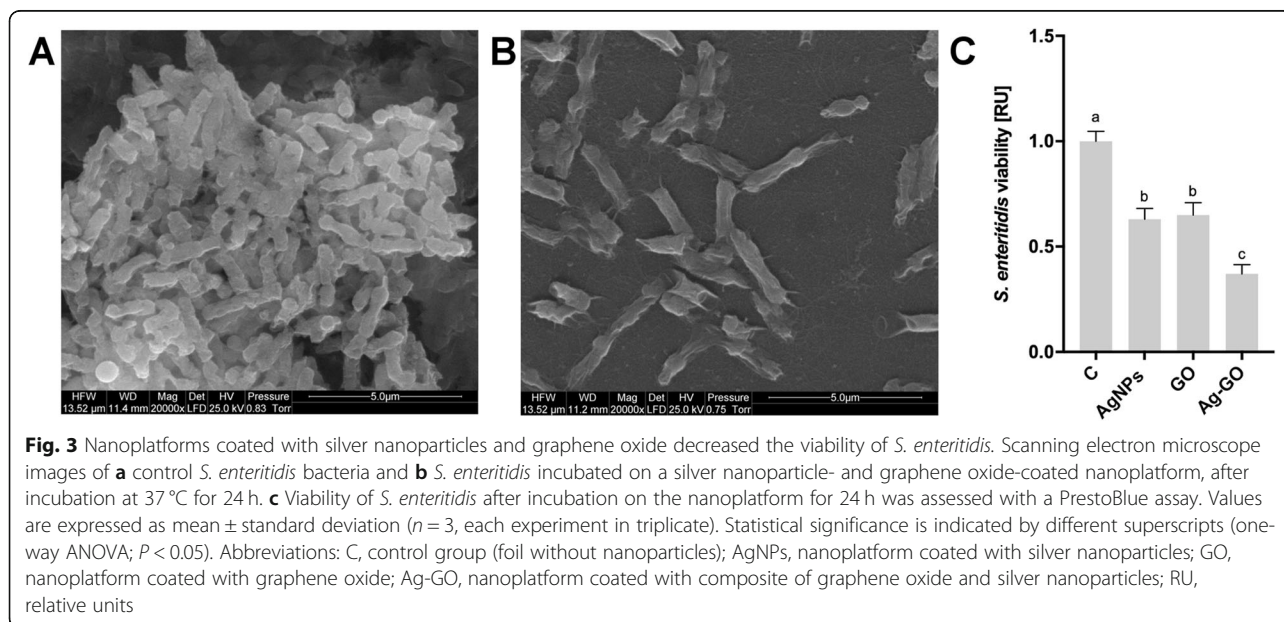 A
HFW WD Mag Det HV Pressure 5.0µm
13.52 µm 11.4 mm 20000x LFD 25.0 kV 0.83 Torr
B
HFW WD Mag Det HV Pressure 5.0µm
13.52 µm 11.2 mm 20000x LFD 25.0 kV 0.75 Torr
C
S. enteritidis viability [RU]
1.5
1.0
0.5
0.0
a
b
b
c
C
AgNPs
GO
Ag-GO
Fig. 3 Nanoplatforms coated with silver nanoparticles and graphene oxide decreased the viability of S. enteritidis. Scanning electron microscope
images of a control S. enteritidis bacteria and b S. enteritidis incubated on a silver nanoparticle- and graphene oxide-coated nanoplatform, after
incubation at 37 °C for 24 h. c Viability of S. enteritidis after incubation on the nanoplatform for 24 h was assessed with a PrestoBlue assay. Values
are expressed as mean ± standard deviation (n = 3, each experiment in triplicate). Statistical significance is indicated by different superscripts (one-
way ANOVA; P < 0.05). Abbreviations: C, control group (foil without nanoparticles); AgNPs, nanoplatform coated with silver nanoparticles; GO,
nanoplatform coated with graphene oxide; Ag-GO, nanoplatform coated with composite of graphene oxide and silver nanoparticles; RU,
relative units